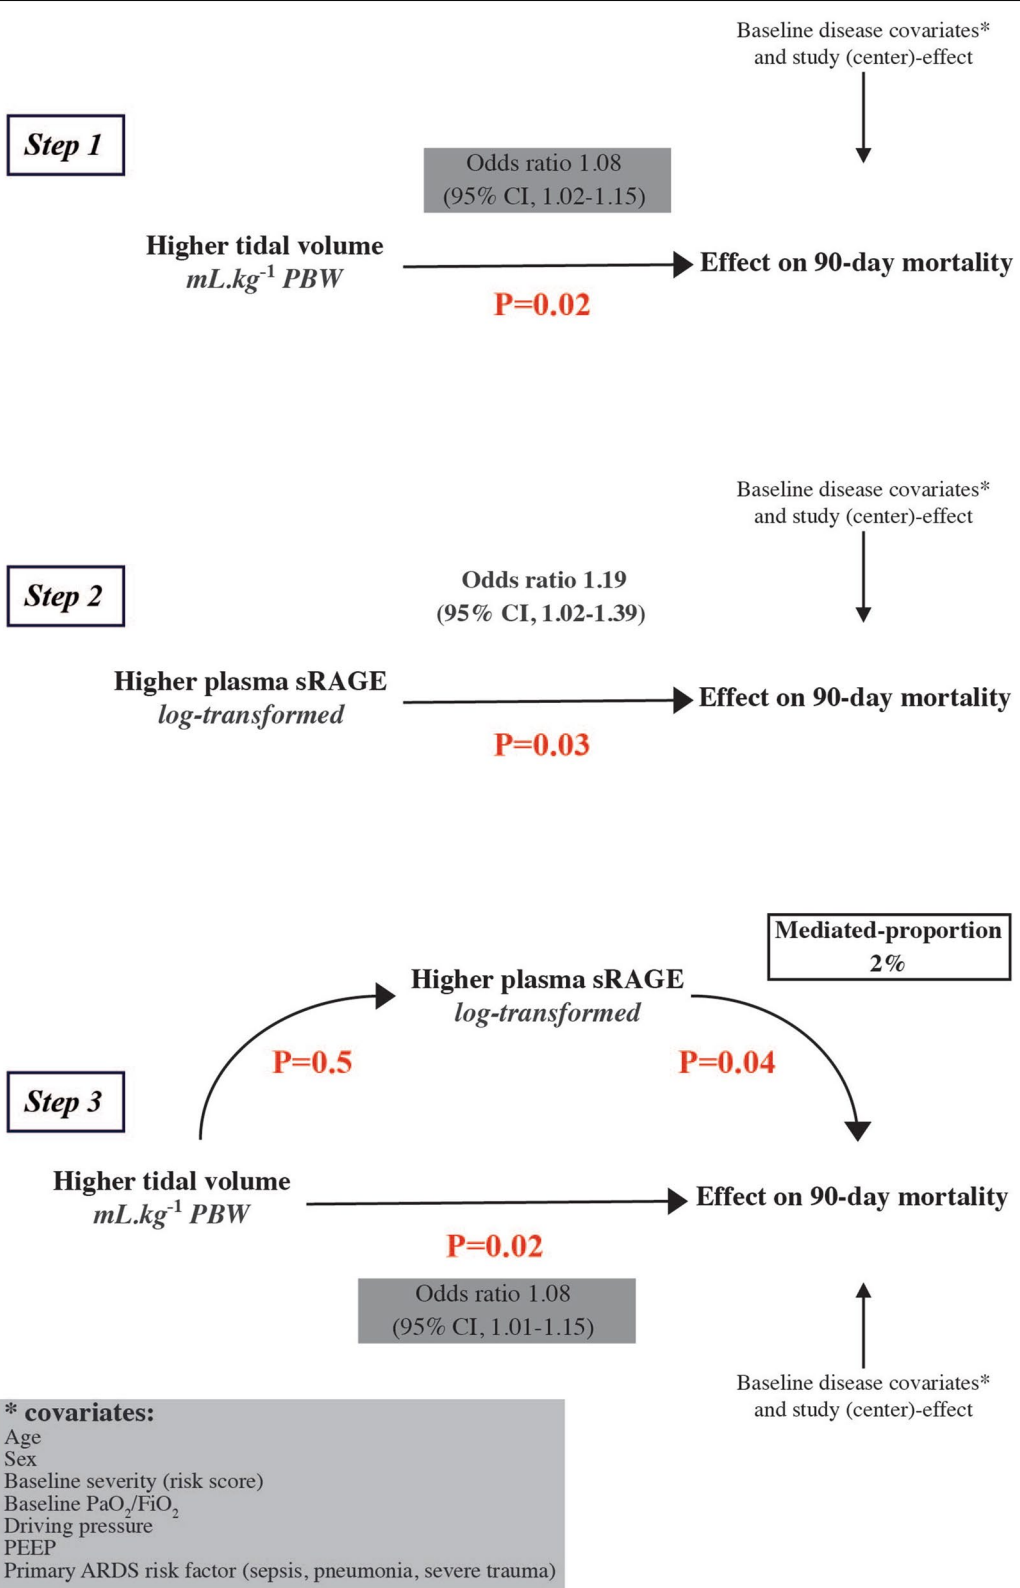 Baseline disease covariates*
and study (center)-effect
Step 1
Odds ratio 1.08
(95% CI, 1.02-1.15)
Higher tidal volume
mL.kg⁻¹ PBW
Effect on 90-day mortality
P=0.02
Baseline disease covariates*
and study (center)-effect
Step 2
Odds ratio 1.19
(95% CI, 1.02-1.39)
Higher plasma sRAGE
log-transformed
Effect on 90-day mortality
P=0.03
Mediated-proportion
2%
Higher plasma sRAGE
log-transformed
P=0.5
P=0.04
Step 3
Higher tidal volume
mL.kg⁻¹ PBW
Effect on 90-day mortality
P=0.02
Odds ratio 1.08
(95% CI, 1.01-1.15)
Baseline disease covariates*
and study (center)-effect
* covariates:
Age
Sex
Baseline severity (risk score)
Baseline PaO₂/FiO₂
Driving pressure
PEEP
Primary ARDS risk factor (sepsis, pneumonia, severe trauma)